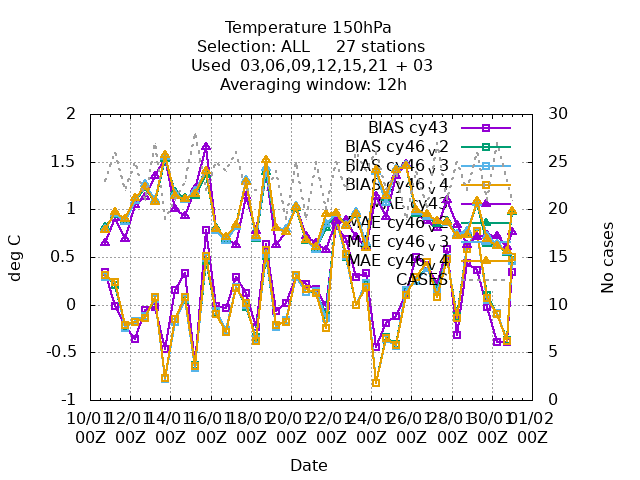 Temperature 150hPa
Selection: ALL 27 stations
Used 03,06,09,12,15,21 + 03
Averaging window: 12h
2
1.5
1
0.5
0
-0.5
-1
deg C
30
25
20
15
10
5
0
No cases
BIAS cy43
BIAS cy46_v2
BIAS cy46_v3
BIAS cy46_v4
MAE cy43
MAE cy46_v2
MAE cy46_v3
MAE cy46_v4
CASES
10/01 12/01 14/01 16/01 18/01 20/01 22/01 24/01 26/01 28/01 30/01 01/02
00Z 00Z 00Z 00Z 00Z 00Z 00Z 00Z 00Z 00Z 00Z 00Z
Date